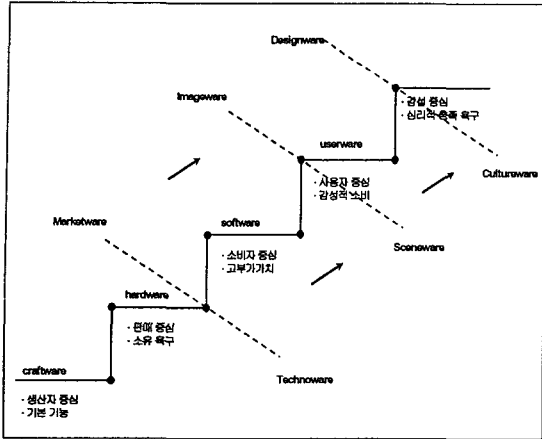 Designware
· 감성 중심
· 심리적 만족 욕구
Imageware
userware
Cultureware
· 사용자 중심
· 감성적 소비
Marketware
software
Sceneware
· 소비자 중심
· 고부가가치
hardware
· 판매 중심
· 소유 욕구
craftware
Technoware
· 생산자 중심
· 기본 기능